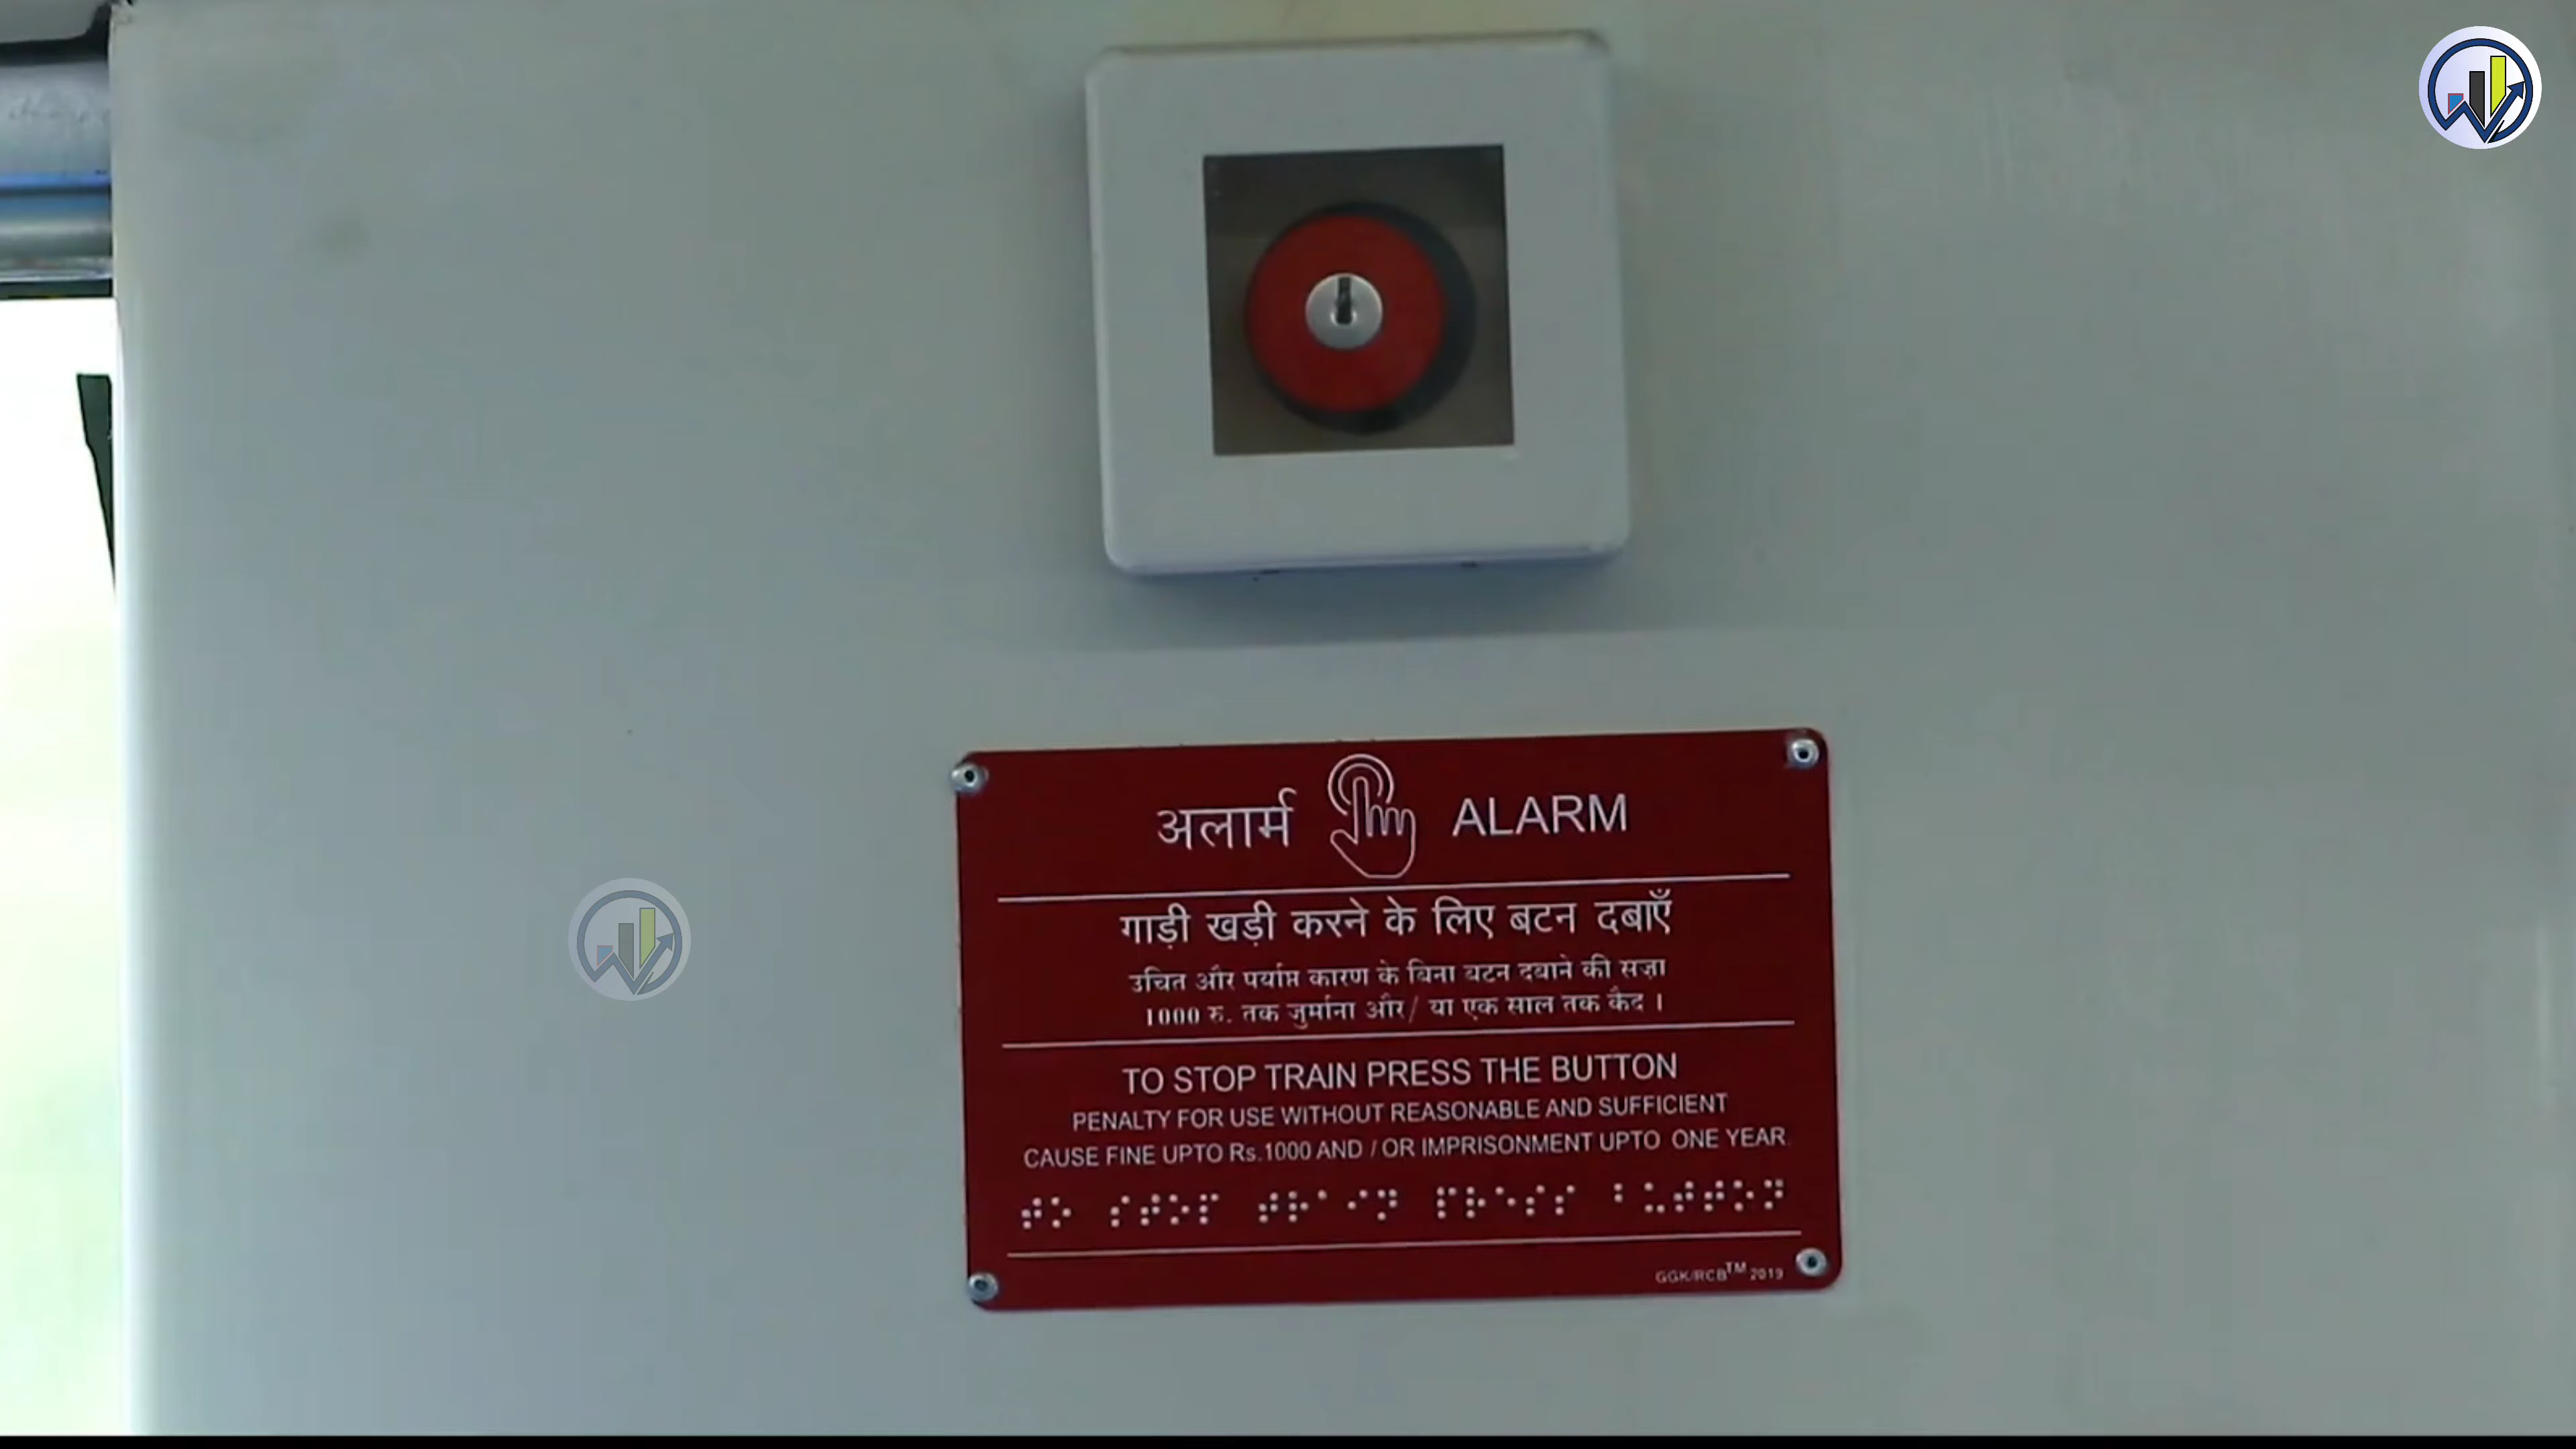 अलार्म ALARM
गाड़ी खड़ी करने के लिए बटन दबाएँ
उचित और पर्याप्त कारण के बिना बटन दबाने की सज़ा
1000 रु. तक जुर्माना और/ या एक साल तक कैद ।
TO STOP TRAIN PRESS THE BUTTON
PENALTY FOR USE WITHOUT REASONABLE AND SUFFICIENT
CAUSE FINE UPTO Rs.1000 AND / OR IMPRISONMENT UPTO ONE YEAR
⠞⠕ ⠎⠞⠕⠏ ⠞⠗⠁⠊⠝ ⠏⠗⠑⠎⠎ ⠃⠥⠞⠞⠕⠝
GGK/RCB™ 2019